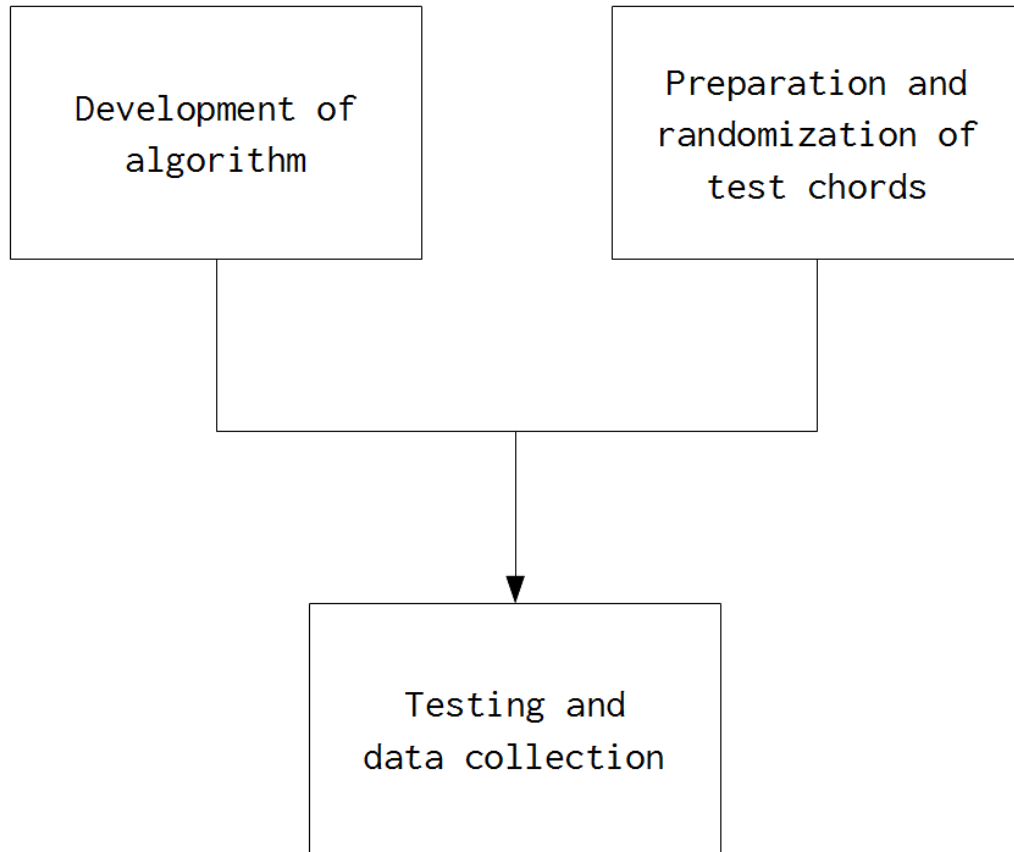 Development of
algorithm
Preparation and
randomization of
test chords
Testing and
data collection